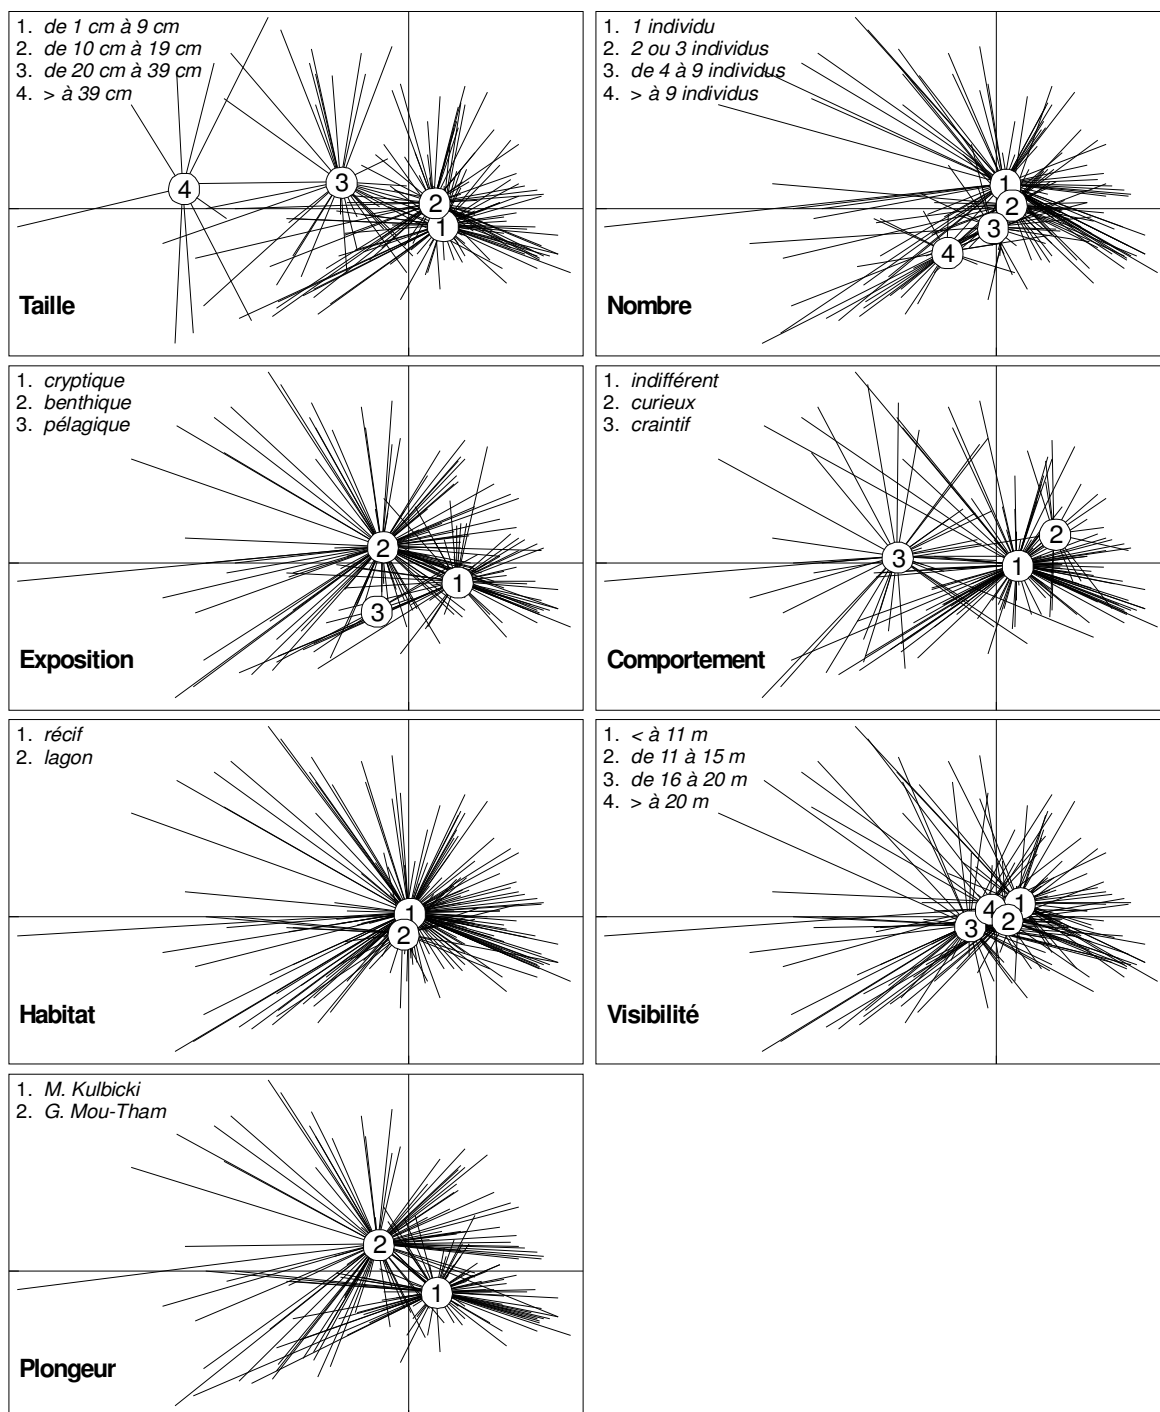 1. de 1 cm à 9 cm
2. de 10 cm à 19 cm
3. de 20 cm à 39 cm
4. > à 39 cm
4
3
2
1
Taille
1. 1 individu
2. 2 ou 3 individus
3. de 4 à 9 individus
4. > à 9 individus
1
2
3
4
Nombre
1. cryptique
2. benthique
3. pélagique
2
1
3
Exposition
1. indifférent
2. curieux
3. craintif
2
3
1
Comportement
1. récif
2. lagon
1
2
Habitat
1. < à 11 m
2. de 11 à 15 m
3. de 16 à 20 m
4. > à 20 m
4
1
2
3
Visibilité
1. M. Kulbicki
2. G. Mou-Tham
2
1
Plongeur